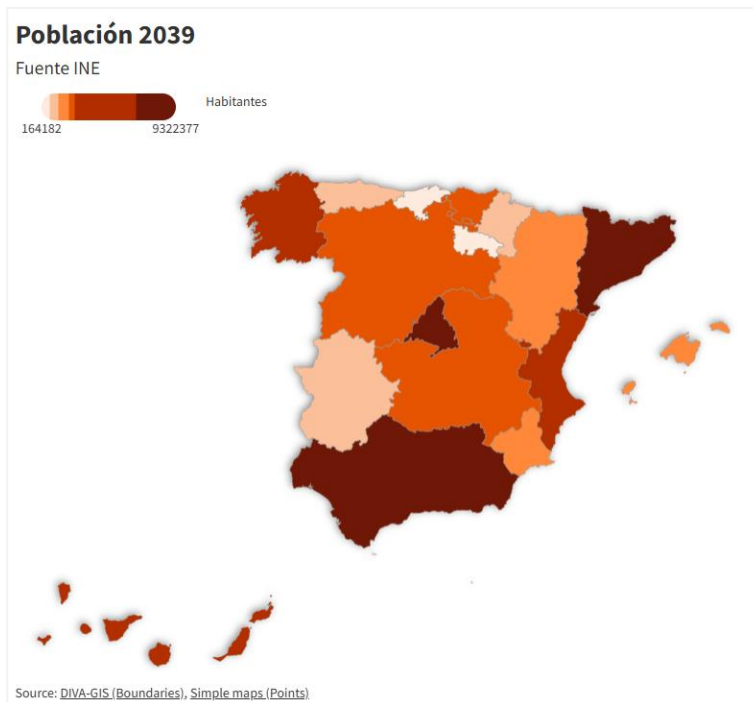 Población 2039
Fuente INE
Habitantes
164182 9322377
Source: DIVA-GIS (Boundaries), Simple maps (Points)